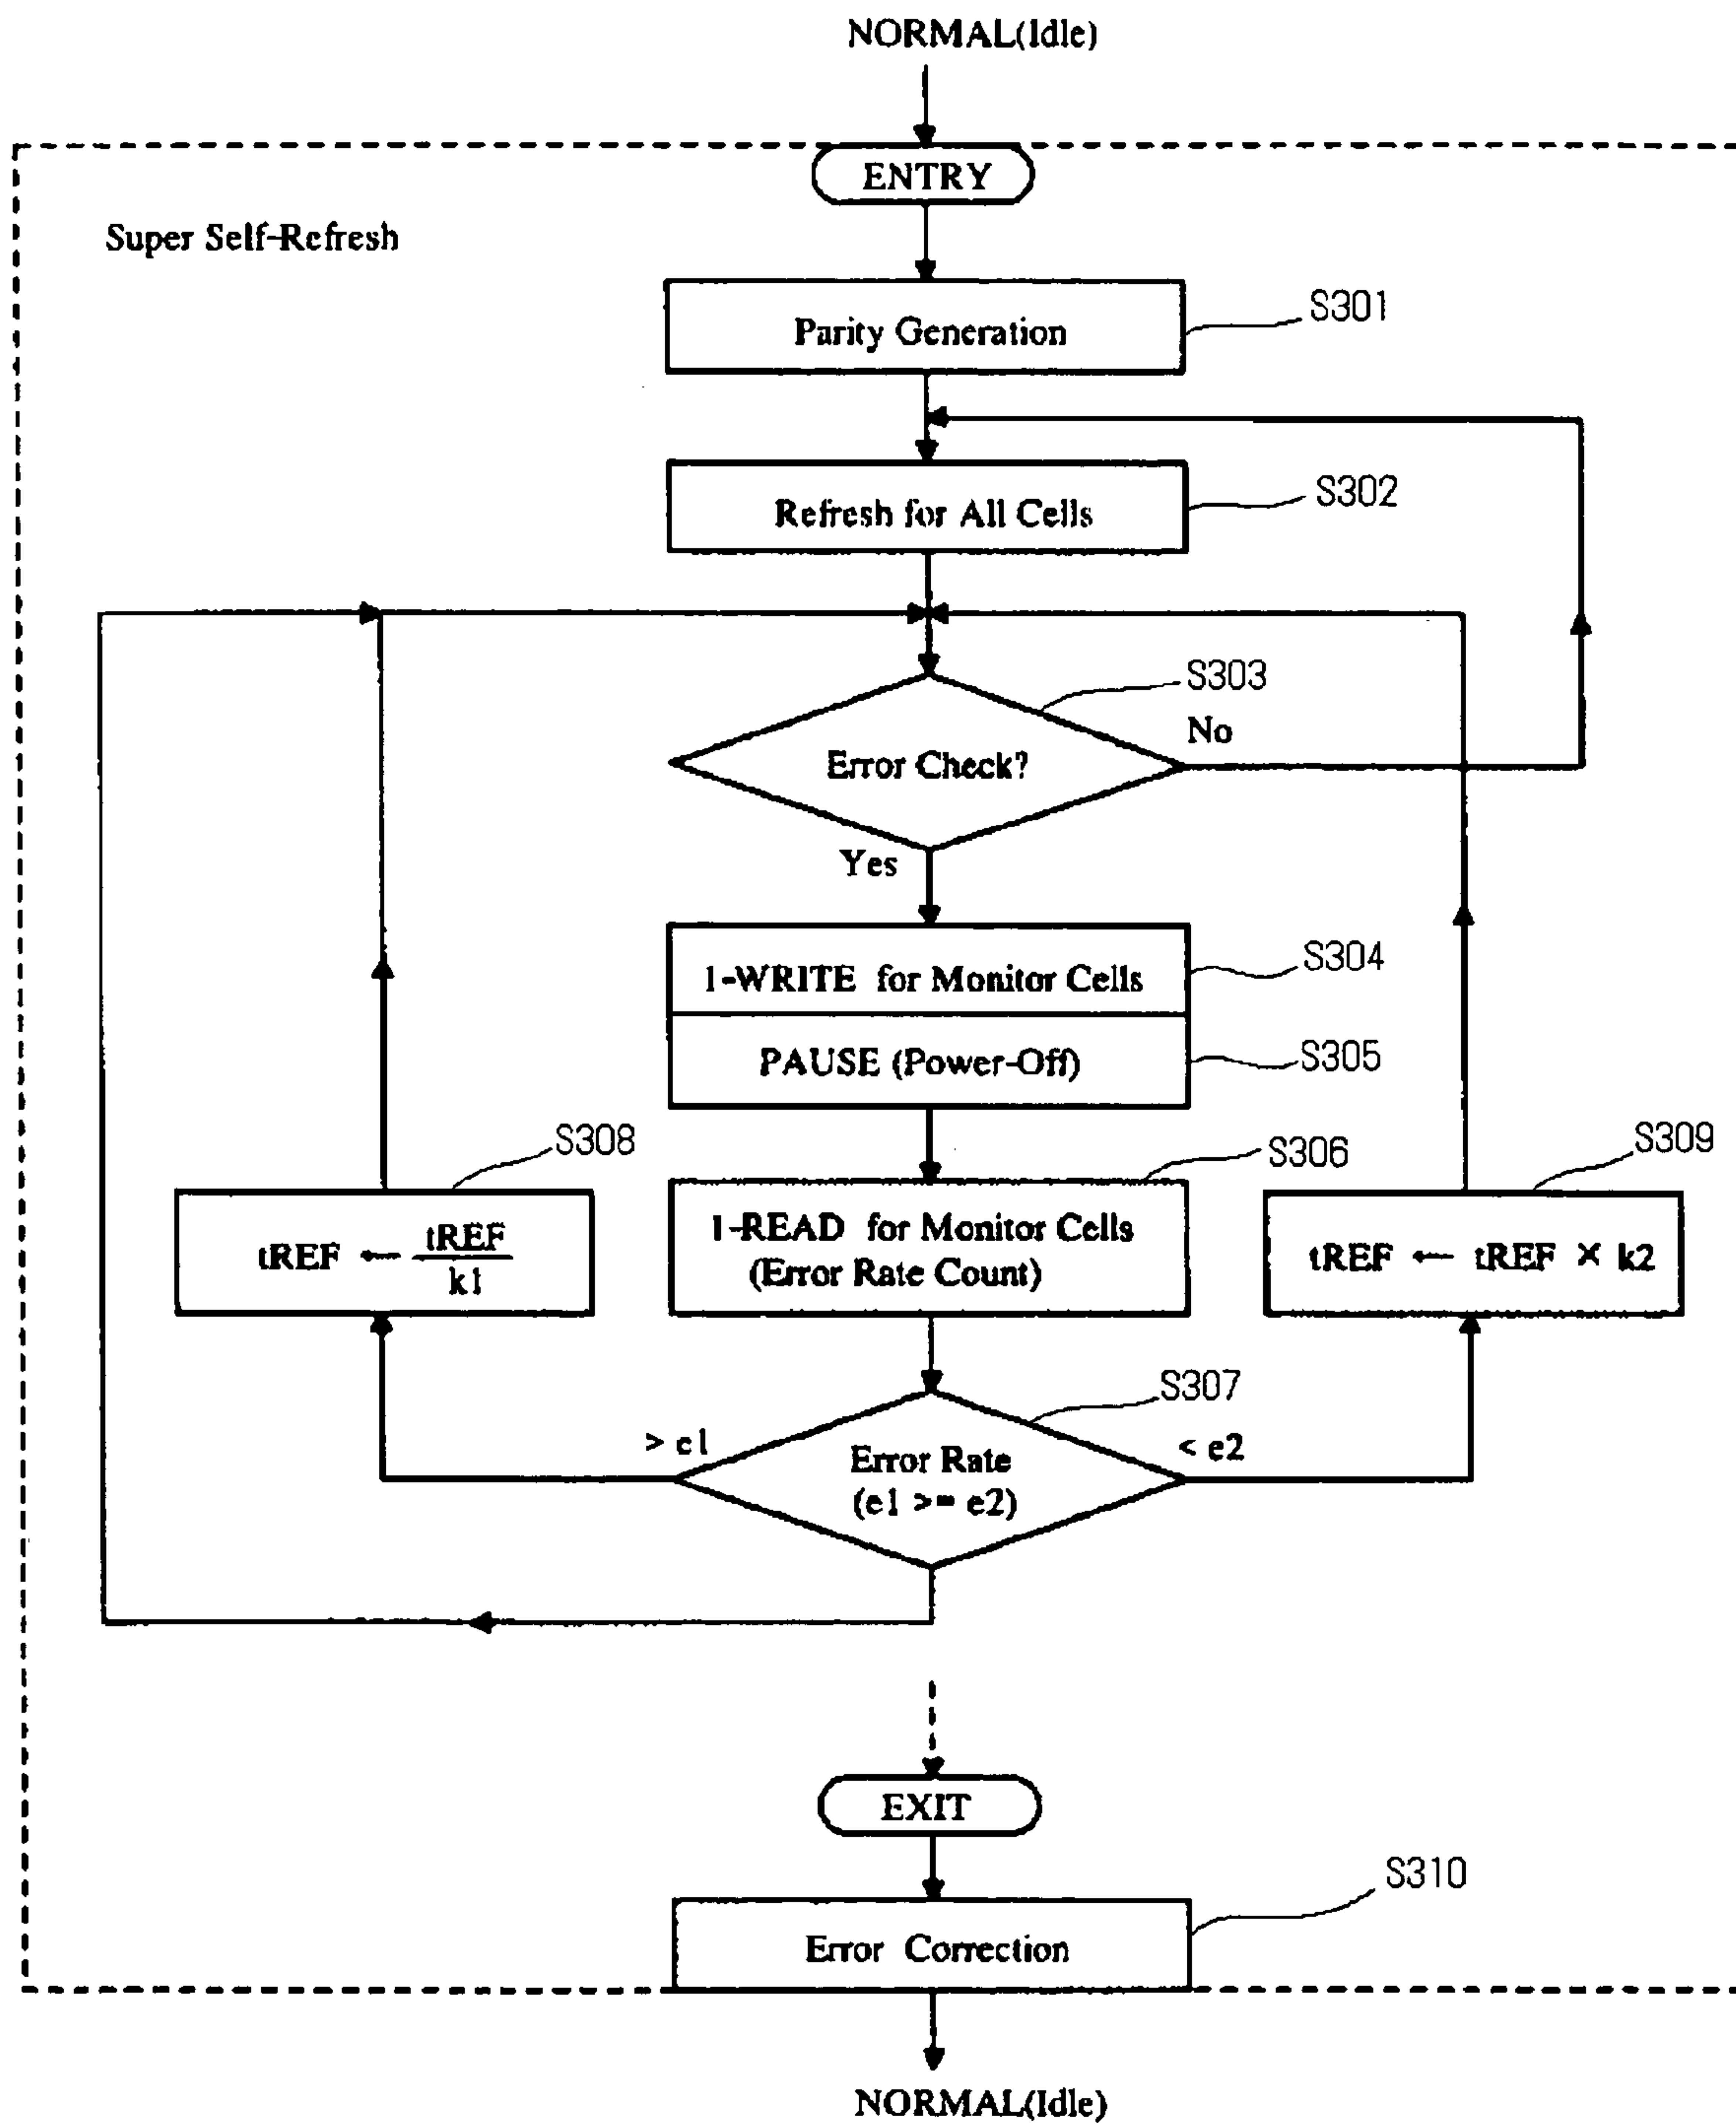 NORMAL(Idle)
ENTRY
Super Self-Refresh
Parity Generation
S301
Refresh for All Cells
S302
S303
Error Check?
No
Yes
1-WRITE for Monitor Cells
S304
PAUSE (Power-Off)
S305
S308
S306
S309
tREF ← tREF
k1
1-READ for Monitor Cells
(Error Rate Count)
tREF ← tREF × k2
S307
> e1
Error Rate
(e1 >= e2)
< e2
EXIT
S310
Error Correction
NORMAL(Idle)